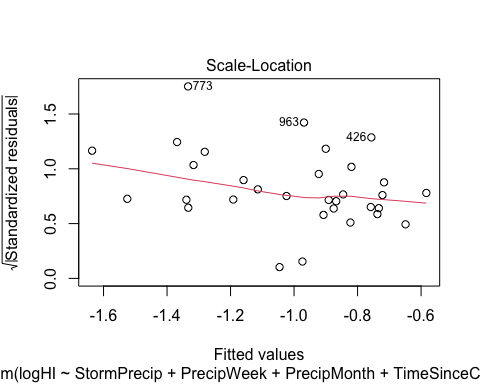 Scale-Location
√|Standardized residuals|
0.0 0.5 1.0 1.5
773
963
426
-1.6 -1.4 -1.2 -1.0 -0.8 -0.6
Fitted values
m(logHI ~ StormPrecip + PrecipWeek + PrecipMonth + TimeSinceC